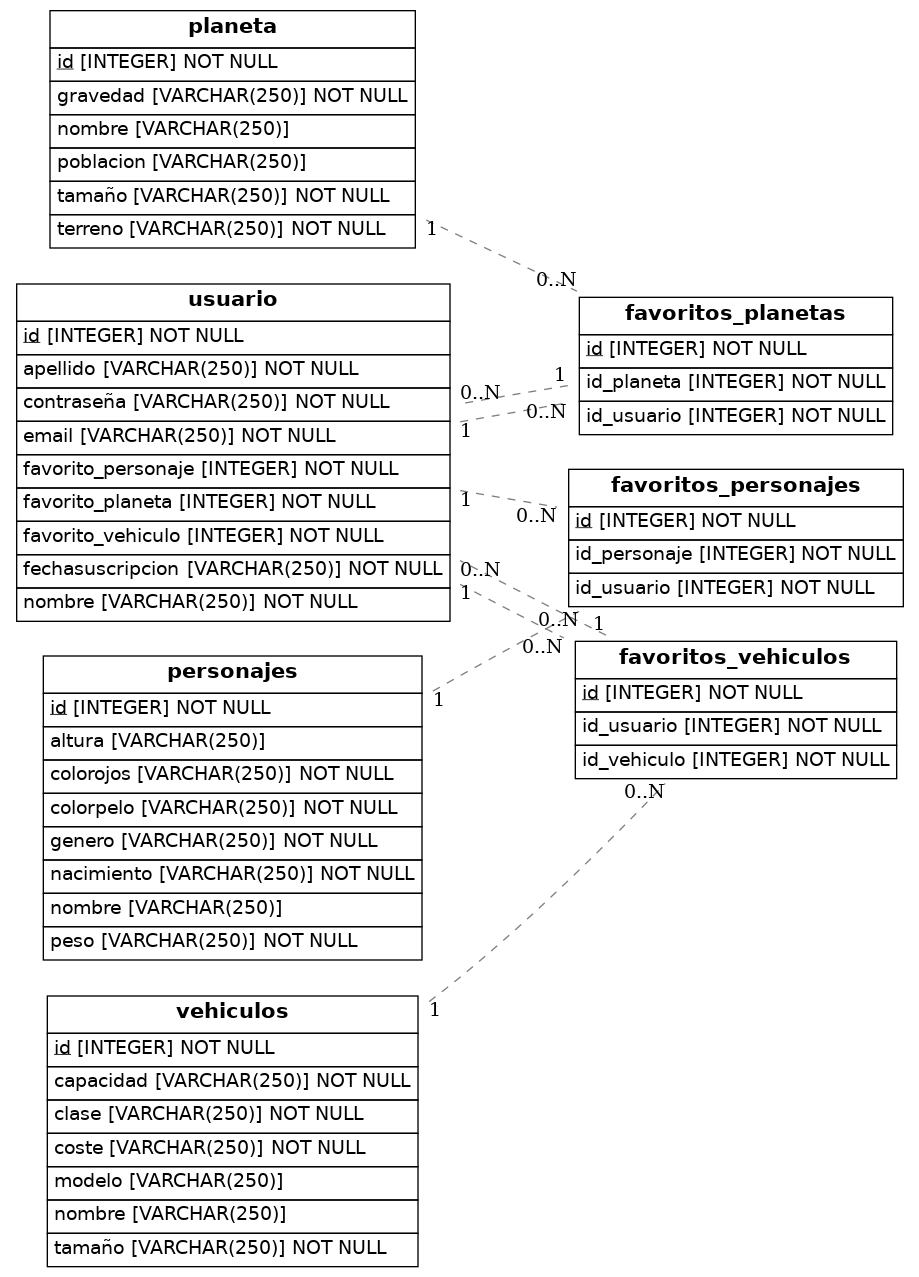 planeta
id [INTEGER] NOT NULL
gravedad [VARCHAR(250)] NOT NULL
nombre [VARCHAR(250)]
poblacion [VARCHAR(250)]
tamaño [VARCHAR(250)] NOT NULL
terreno [VARCHAR(250)] NOT NULL
1
0..N
usuario
id [INTEGER] NOT NULL
apellido [VARCHAR(250)] NOT NULL
contraseña [VARCHAR(250)] NOT NULL
email [VARCHAR(250)] NOT NULL
favorito_personaje [INTEGER] NOT NULL
favorito_planeta [INTEGER] NOT NULL
favorito_vehiculo [INTEGER] NOT NULL
fechasuscripcion [VARCHAR(250)] NOT NULL
nombre [VARCHAR(250)] NOT NULL
0..N
1
1
0..N
1
0..N
0..N
1
1
0..N
favoritos_planetas
id [INTEGER] NOT NULL
id_planeta [INTEGER] NOT NULL
id_usuario [INTEGER] NOT NULL
favoritos_personajes
id [INTEGER] NOT NULL
id_personaje [INTEGER] NOT NULL
id_usuario [INTEGER] NOT NULL
0..N
1
favoritos_vehiculos
id [INTEGER] NOT NULL
id_usuario [INTEGER] NOT NULL
id_vehiculo [INTEGER] NOT NULL
0..N
1
personajes
id [INTEGER] NOT NULL
altura [VARCHAR(250)]
colorojos [VARCHAR(250)] NOT NULL
colorpelo [VARCHAR(250)] NOT NULL
genero [VARCHAR(250)] NOT NULL
nacimiento [VARCHAR(250)] NOT NULL
nombre [VARCHAR(250)]
peso [VARCHAR(250)] NOT NULL
vehiculos
id [INTEGER] NOT NULL
capacidad [VARCHAR(250)] NOT NULL
clase [VARCHAR(250)] NOT NULL
coste [VARCHAR(250)] NOT NULL
modelo [VARCHAR(250)]
nombre [VARCHAR(250)]
tamaño [VARCHAR(250)] NOT NULL